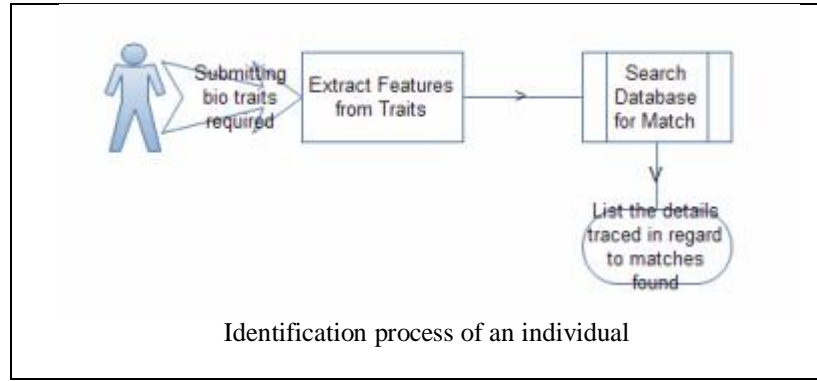 Submitting
bio traits
required
Extract Features
from Traits
Search
Database
for Match
List the details
traced in regard
to matches
found
Identification process of an individual